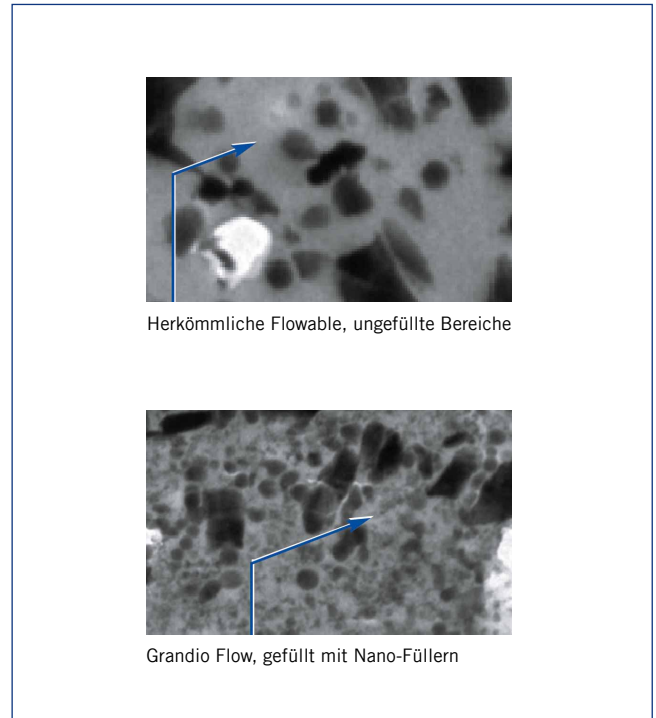 Herkömmliche Flowable, ungefüllte Bereiche
Grandio Flow, gefüllt mit Nano-Füllern